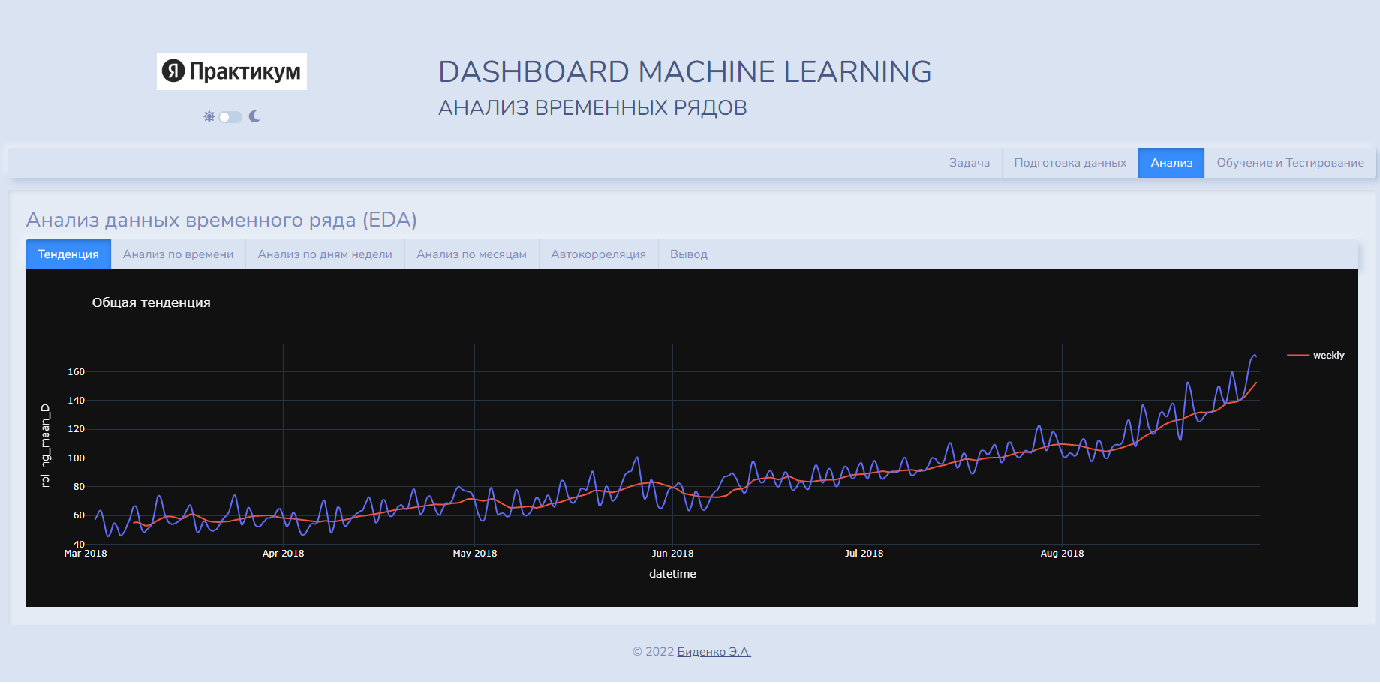 Я Практикум
DASHBOARD MACHINE LEARNING
АНАЛИЗ ВРЕМЕННЫХ РЯДОВ
Задача
Подготовка данных
Анализ
Обучение и Тестирование
Анализ данных временного ряда (EDA)
Тенденция
Анализ по времени
Анализ по дням недели
Анализ по месяцам
Автокорреляция
Вывод
Общая тенденция
weekly
160
140
120
100
80
60
40
Mar 2018
Apr 2018
May 2018
Jun 2018
Jul 2018
Aug 2018
datetime
© 2022 Биденко Э.А.